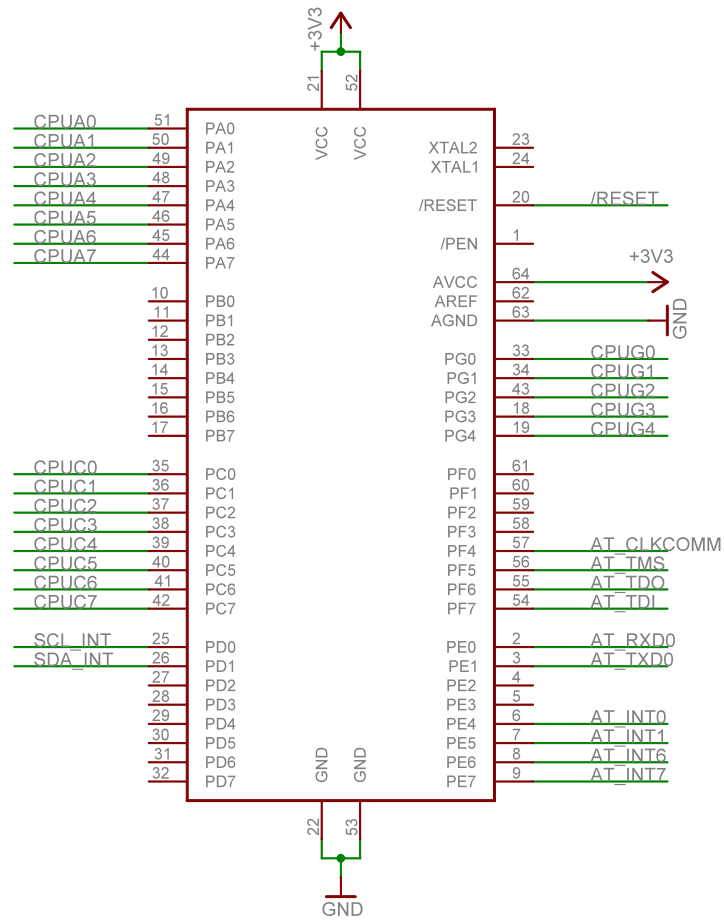 +3V3
21 52
VCC VCC
CPUA0 51 PA0
CPUA1 50 PA1
CPUA2 49 PA2
CPUA3 48 PA3
CPUA4 47 PA4
CPUA5 46 PA5
CPUA6 45 PA6
CPUA7 44 PA7
10 PB0
11 PB1
12 PB2
13 PB3
14 PB4
15 PB5
16 PB6
17 PB7
CPUC0 35 PC0
CPUC1 36 PC1
CPUC2 37 PC2
CPUC3 38 PC3
CPUC4 39 PC4
CPUC5 40 PC5
CPUC6 41 PC6
CPUC7 42 PC7
SCL_INT 25 PD0
SDA_INT 26 PD1
27 PD2
28 PD3
29 PD4
30 PD5
31 PD6
32 PD7
XTAL2 23
XTAL1 24
/RESET 20 /RESET
/PEN 1
+3V3
AVCC 64
AREF 62
AGND 63 GND
PG0 33 CPUG0
PG1 34 CPUG1
PG2 43 CPUG2
PG3 18 CPUG3
PG4 19 CPUG4
PF0 61
PF1 60
PF2 59
PF3 58
PF4 57 AT_CLKCOMM
PF5 56 AT_TMS
PF6 55 AT_TDO
PF7 54 AT_TDI
PE0 2 AT_RXD0
PE1 3 AT_TXD0
PE2 4
PE3 5
PE4 6 AT_INT0
PE5 7 AT_INT1
PE6 8 AT_INT6
PE7 9 AT_INT7
GND GND
22 53
GND